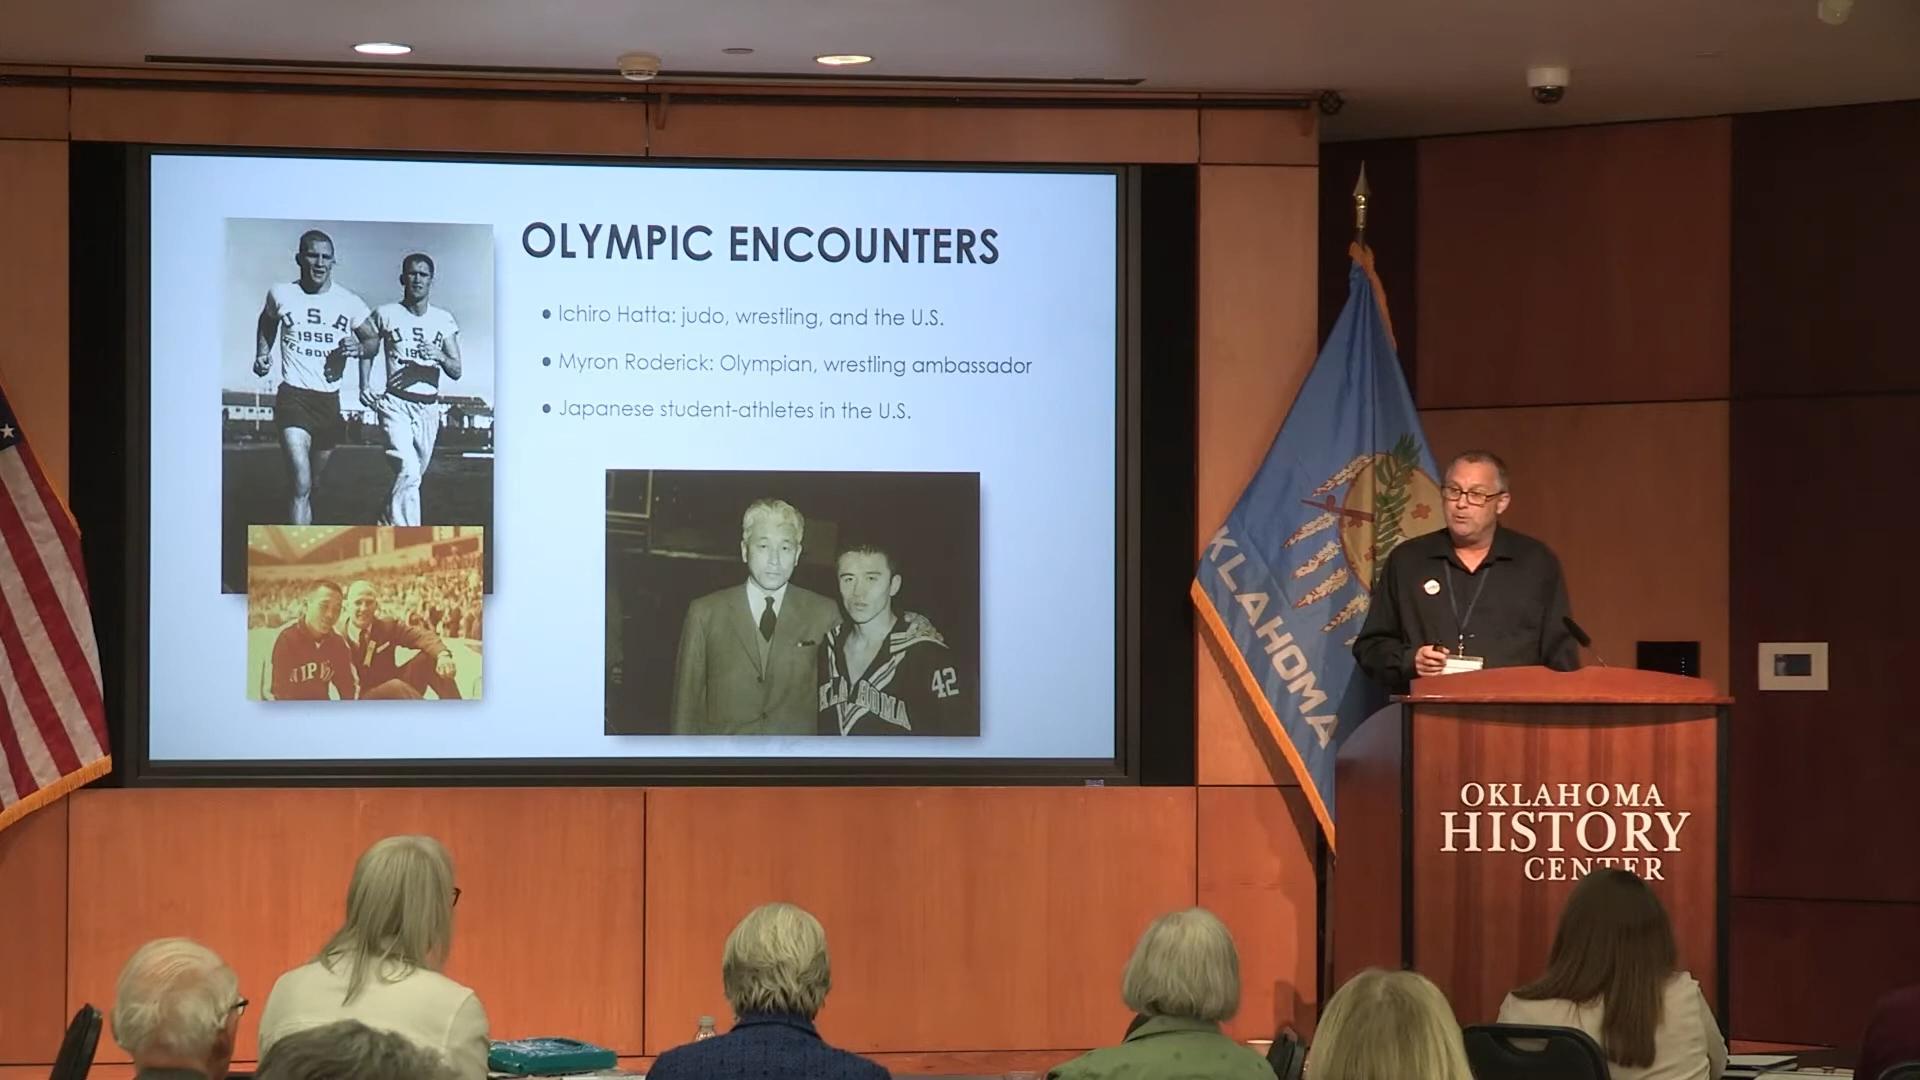 OLYMPIC ENCOUNTERS
• Ichiro Hatta: judo, wrestling, and the U.S.
• Myron Roderick: Olympian, wrestling ambassador
• Japanese student-athletes in the U.S.
U.S.A
1956
U.S.A
42
KLAHOMA
OKLAHOMA
HISTORY
CENTER